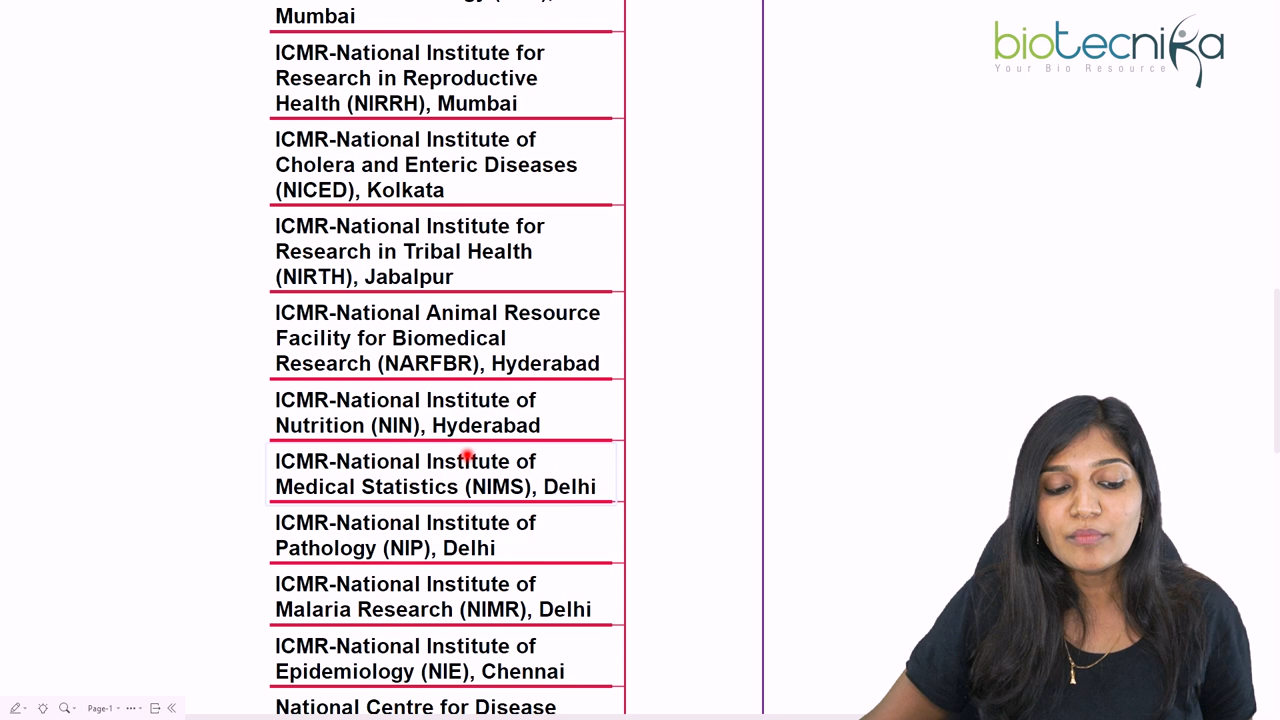 Mumbai
ICMR-National Institute for
Research in Reproductive
Health (NIRRH), Mumbai
ICMR-National Institute of
Cholera and Enteric Diseases
(NICED), Kolkata
ICMR-National Institute for
Research in Tribal Health
(NIRTH), Jabalpur
ICMR-National Animal Resource
Facility for Biomedical
Research (NARFBR), Hyderabad
ICMR-National Institute of
Nutrition (NIN), Hyderabad
ICMR-National Institute of
Medical Statistics (NIMS), Delhi
ICMR-National Institute of
Pathology (NIP), Delhi
ICMR-National Institute of
Malaria Research (NIMR), Delhi
ICMR-National Institute of
Epidemiology (NIE), Chennai
National Centre for Disease
biotecnika
Your Bio Resource
Page-1